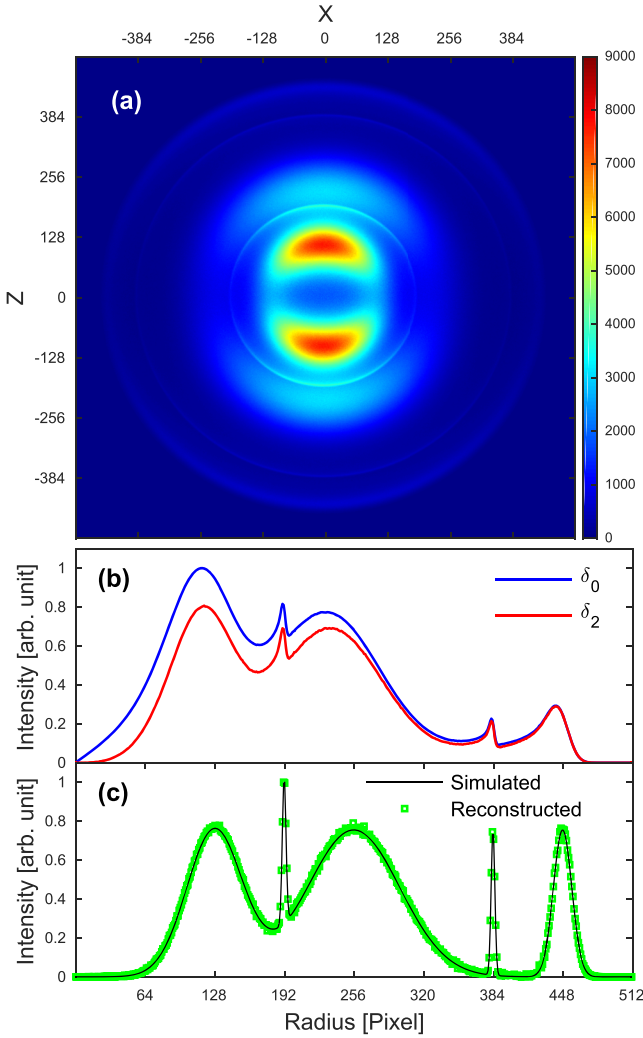 X
-384 -256 -128 0 128 256 384
(a)
9000
8000
7000
6000
5000
4000
3000
2000
1000
0
Z
384
256
128
0
-128
-256
-384
(b)
Intensity [arb. unit]
1
0.8
0.6
0.4
0.2
0
δ0
δ2
(c)
Intensity [arb. unit]
1
0.8
0.6
0.4
0.2
0
Simulated
Reconstructed
64 128 192 256 320 384 448 512
Radius [Pixel]